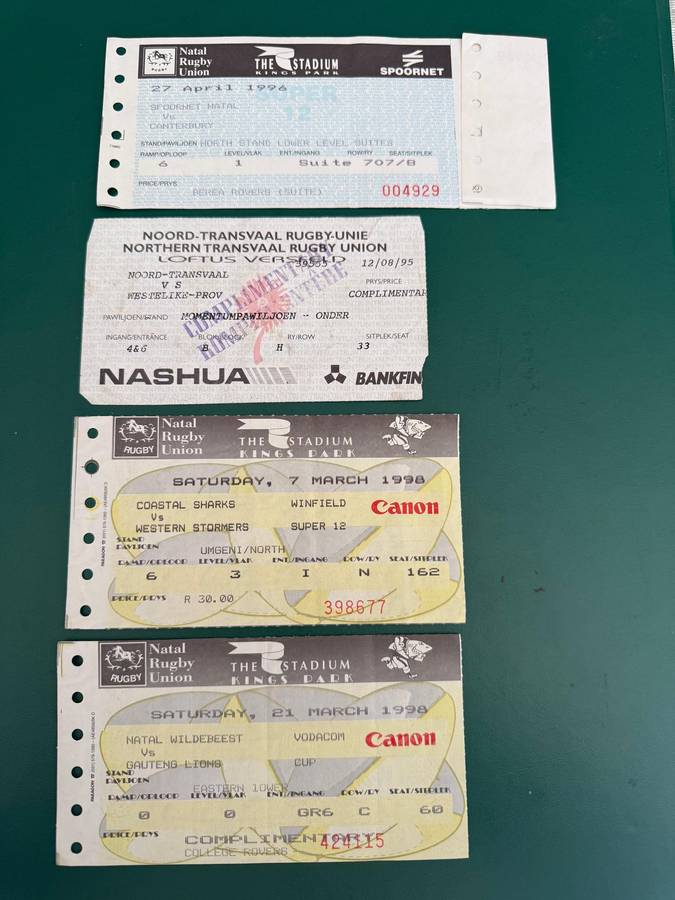 Natal
Rugby
Union
RUGBY
THE STADIUM
KINGS PARK
SPOORNET
27 April 1996
SUPER
12
SPOORNET NATAL
Vs
CANTERBURY
STAND/PAVILJOEN NORTH STAND LOWER LEVEL SUITES
RAMP/OPLOOP LEVEL/VLAK ENT./INGANG ROW/RY SEAT/SITPLEK
6 1 Suite 707/8
PRICE/PRYS
BEREA ROVERS (SUITE)
004929
NOORD-TRANSVAAL RUGBY-UNIE
NORTHERN TRANSVAAL RUGBY UNION
LOFTUS VERSFELD
39535 12/08/95
NOORD-TRANSVAAL
VS
WESTELIKE-PROV
PRYS/PRICE
COMPLIMENTAR
COMPLIMENTARY
PAWILJOEN/STAND MOMENTUMPAWILJOEN - ONDER
INGANG/ENTRANCE BLOK/BLOCK RY/ROW SITPLEK/SEAT
4&6 B H 33
NASHUA
BANKFIN
Natal
Rugby
Union
RUGBY
THE STADIUM
KINGS PARK
SATURDAY, 7 MARCH 1998
COASTAL SHARKS WINFIELD
Vs
WESTERN STORMERS SUPER 12
Canon
STAND
PAVILJOEN
UMGENI/NORTH
RAMP/OPLOOP LEVEL/VLAK ENT./INGANG ROW/RY SEAT/SITPLEK
6 3 I N 162
PRICE/PRYS R 30.00
398677
Natal
Rugby
Union
RUGBY
THE STADIUM
KINGS PARK
SATURDAY, 21 MARCH 1998
NATAL WILDEBEEST VODACOM
Vs
GAUTENG LIONS CUP
Canon
STAND
PAVILJOEN
EASTERN LOWER
RAMP/OPLOOP LEVEL/VLAK ENT./INGANG ROW/RY SEAT/SITPLEK
0 0 GR6 C 60
PRICE/PRYS
COMPLIMENTARY
424115
COLLEGE ROVERS